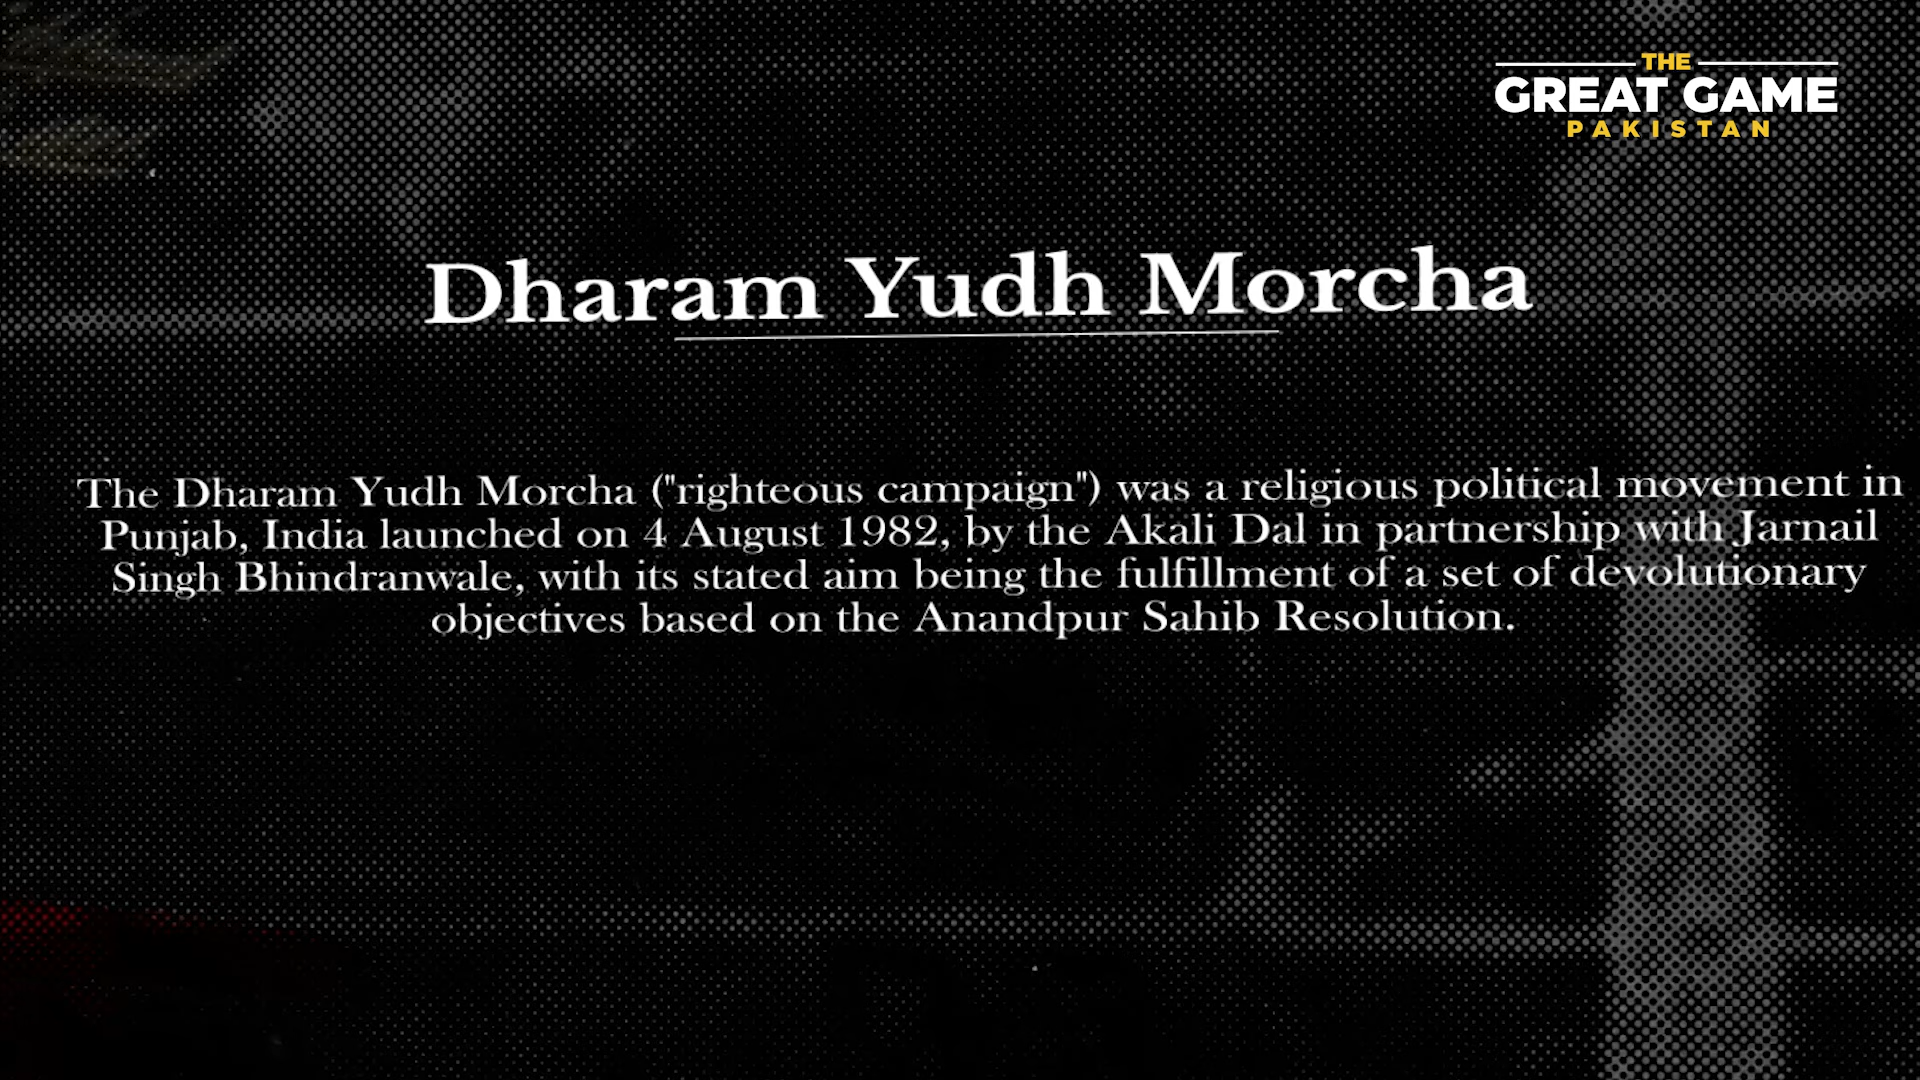 THE
GREAT GAME
PAKISTAN
Dharam Yudh Morcha
The Dharam Yudh Morcha ("righteous campaign") was a religious political movement in
Punjab, India launched on 4 August 1982, by the Akali Dal in partnership with Jarnail
Singh Bhindranwale, with its stated aim being the fulfillment of a set of devolutionary
objectives based on the Anandpur Sahib Resolution.